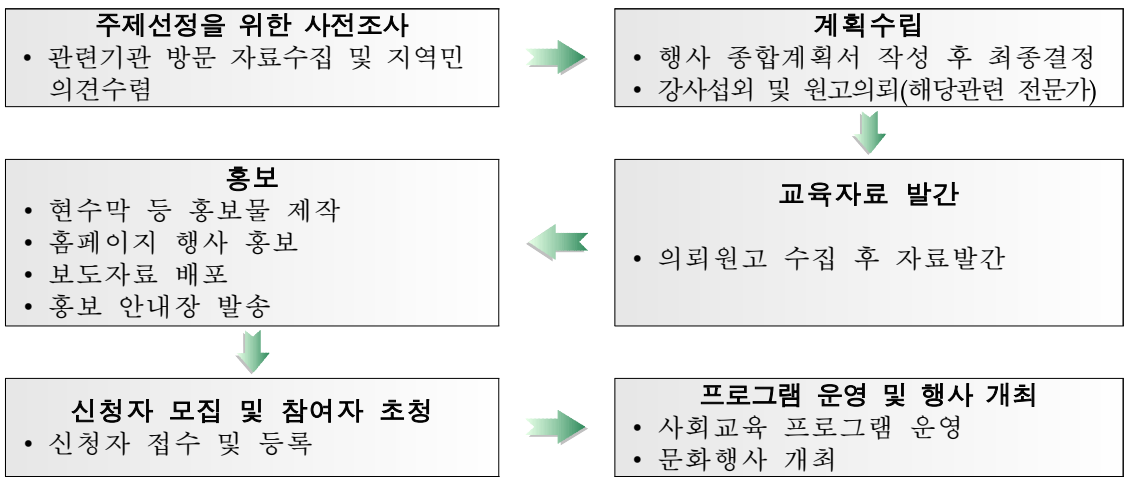 주제선정을 위한 사전조사
• 관련기관 방문 자료수집 및 지역민
의견수렴
계획수립
• 행사 종합계획서 작성 후 최종결정
• 강사섭외 및 원고의뢰(해당관련 전문가)
교육자료 발간
• 의뢰원고 수집 후 자료발간
홍보
• 현수막 등 홍보물 제작
• 홈페이지 행사 홍보
• 보도자료 배포
• 홍보 안내장 발송
신청자 모집 및 참여자 초청
• 신청자 접수 및 등록
프로그램 운영 및 행사 개최
• 사회교육 프로그램 운영
• 문화행사 개최